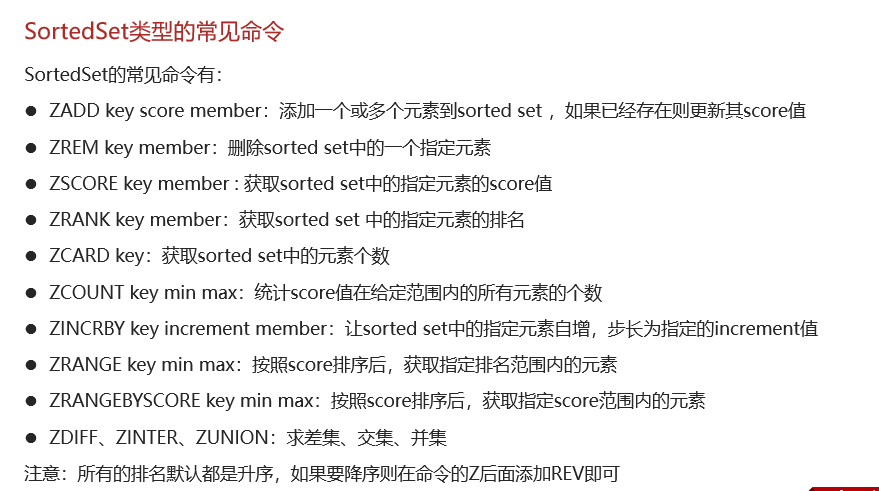 SortedSet类型的常见命令
SortedSet的常见命令有：
● ZADD key score member：添加一个或多个元素到sorted set ，如果已经存在则更新其score值
● ZREM key member：删除sorted set中的一个指定元素
● ZSCORE key member : 获取sorted set中的指定元素的score值
● ZRANK key member：获取sorted set 中的指定元素的排名
● ZCARD key：获取sorted set中的元素个数
● ZCOUNT key min max：统计score值在给定范围内的所有元素的个数
● ZINCRBY key increment member：让sorted set中的指定元素自增，步长为指定的increment值
● ZRANGE key min max：按照score排序后，获取指定排名范围内的元素
● ZRANGEBYSCORE key min max：按照score排序后，获取指定score范围内的元素
● ZDIFF、ZINTER、ZUNION：求差集、交集、并集
注意：所有的排名默认都是升序，如果要降序则在命令的Z后面添加REV即可